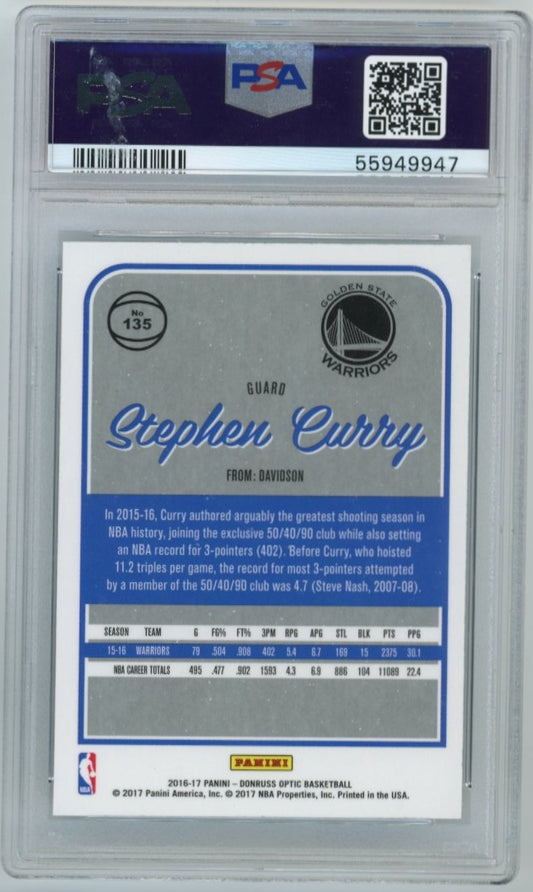 PSA
PSA
55949947
No
135
GOLDEN STATE
WARRIORS
GUARD
Stephen Curry
FROM: DAVIDSON
In 2015-16, Curry authored arguably the greatest shooting season in
NBA history, joining the exclusive 50/40/90 club while also setting
an NBA record for 3-pointers (402). Before Curry, who hoisted
11.2 triples per game, the record for most 3-pointers attempted
by a member of the 50/40/90 club was 4.7 (Steve Nash, 2007-08).
SEASON TEAM G FG% FT% 3PM RPG APG STL BLK PTS PPG
15-16 WARRIORS 79 .504 .908 402 5.4 6.7 169 15 2375 30.1
NBA CAREER TOTALS 495 .477 .902 1593 4.3 6.9 886 104 11089 22.4
PANINI
NBA
2016-17 PANINI – DONRUSS OPTIC BASKETBALL
© 2017 Panini America, Inc. © 2017 NBA Properties, Inc. Printed in the USA.